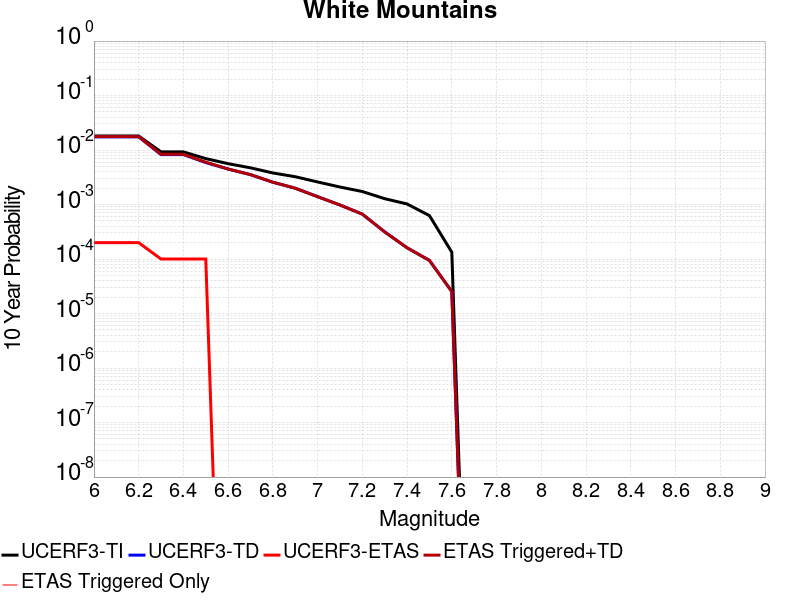 White Mountains
10 Year Probability
10^0
10^-1
10^-2
10^-3
10^-4
10^-5
10^-6
10^-7
10^-8
6 6.2 6.4 6.6 6.8 7 7.2 7.4 7.6 7.8 8 8.2 8.4 8.6 8.8 9
Magnitude
UCERF3-TI UCERF3-TD UCERF3-ETAS ETAS Triggered+TD
ETAS Triggered Only